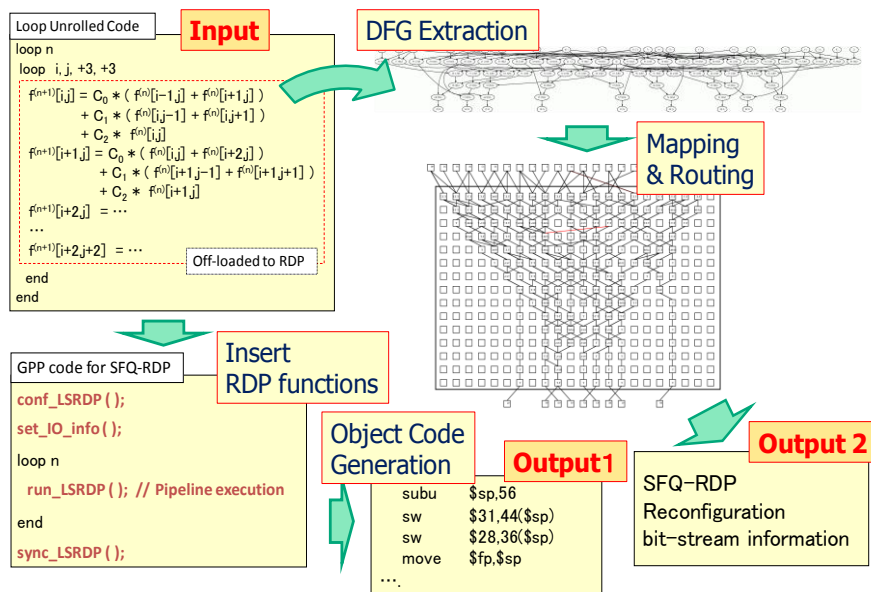 Loop Unrolled Code
Input
loop n
loop i, j, +3, +3
f(n+1)[i,j] = C0 * ( f(n)[i-1,j] + f(n)[i+1,j] )
+ C1 * ( f(n)[i,j-1] + f(n)[i,j+1] )
+ C2 * f(n)[i,j]
f(n+1)[i+1,j] = C0 * ( f(n)[i,j] + f(n)[i+2,j] )
+ C1 * ( f(n)[i+1,j-1] + f(n)[i+1,j+1] )
+ C2 * f(n)[i+1,j]
f(n+1)[i+2,j] = ⋯
⋯
f(n+1)[i+2,j+2] = ⋯
Off-loaded to RDP
end
end
DFG Extraction
Mapping
& Routing
Insert
RDP functions
GPP code for SFQ-RDP
conf_LSRDP ( );
set_IO_info ( );
loop n
run_LSRDP ( ); // Pipeline execution
end
sync_LSRDP ( );
Object Code
Generation
Output1
subu $sp,56
sw $31,44($sp)
sw $28,36($sp)
move $fp,$sp
⋯.
Output 2
SFQ-RDP
Reconfiguration
bit-stream information